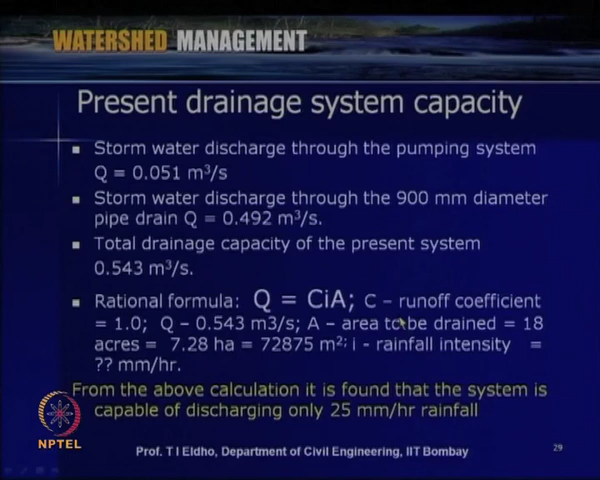 WATERSHED MANAGEMENT
Present drainage system capacity
▪ Storm water discharge through the pumping system
Q = 0.051 m³/s
▪ Storm water discharge through the 900 mm diameter
pipe drain Q = 0.492 m³/s.
▪ Total drainage capacity of the present system
0.543 m³/s.
▪ Rational formula: Q = CiA; C – runoff coefficient
= 1.0; Q – 0.543 m3/s; A – area to be drained = 18
acres = 7.28 ha = 72875 m²; i - rainfall intensity =
?? mm/hr.
From the above calculation it is found that the system is
capable of discharging only 25 mm/hr rainfall
NPTEL
Prof. T I Eldho, Department of Civil Engineering, IIT Bombay
29